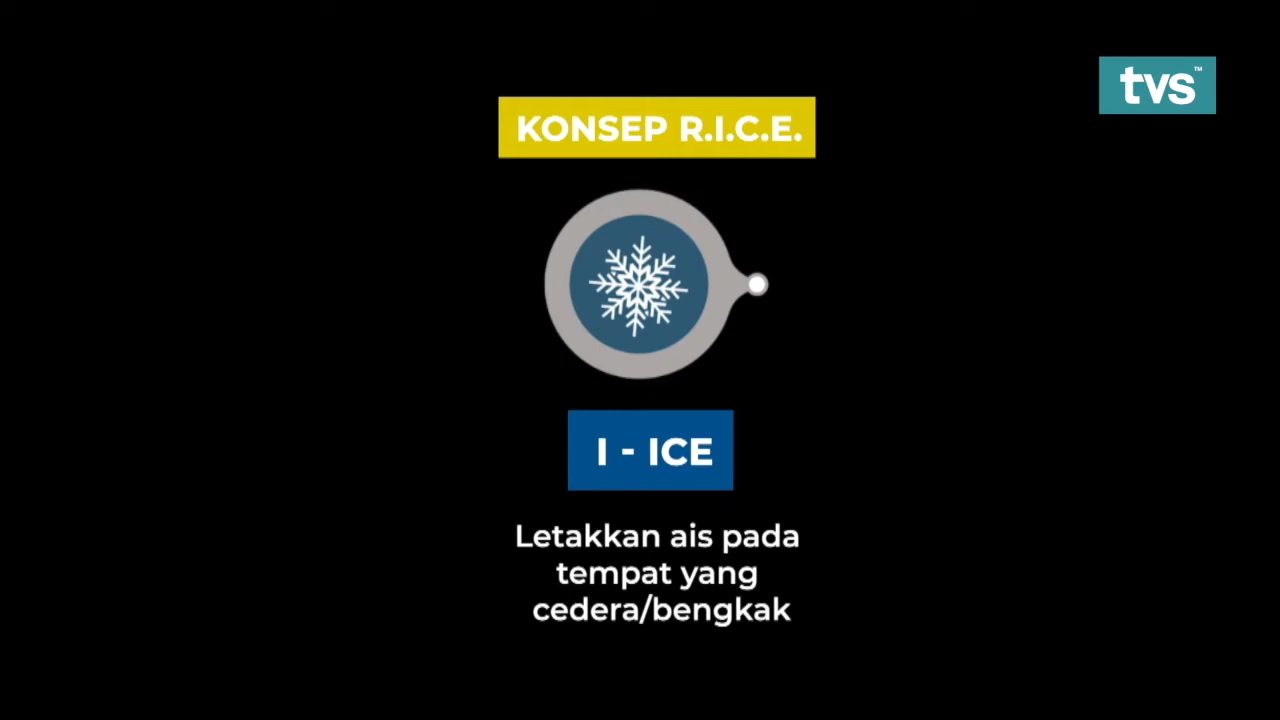 tvs™
KONSEP R.I.C.E.
I - ICE
Letakkan ais pada
tempat yang
cedera/bengkak